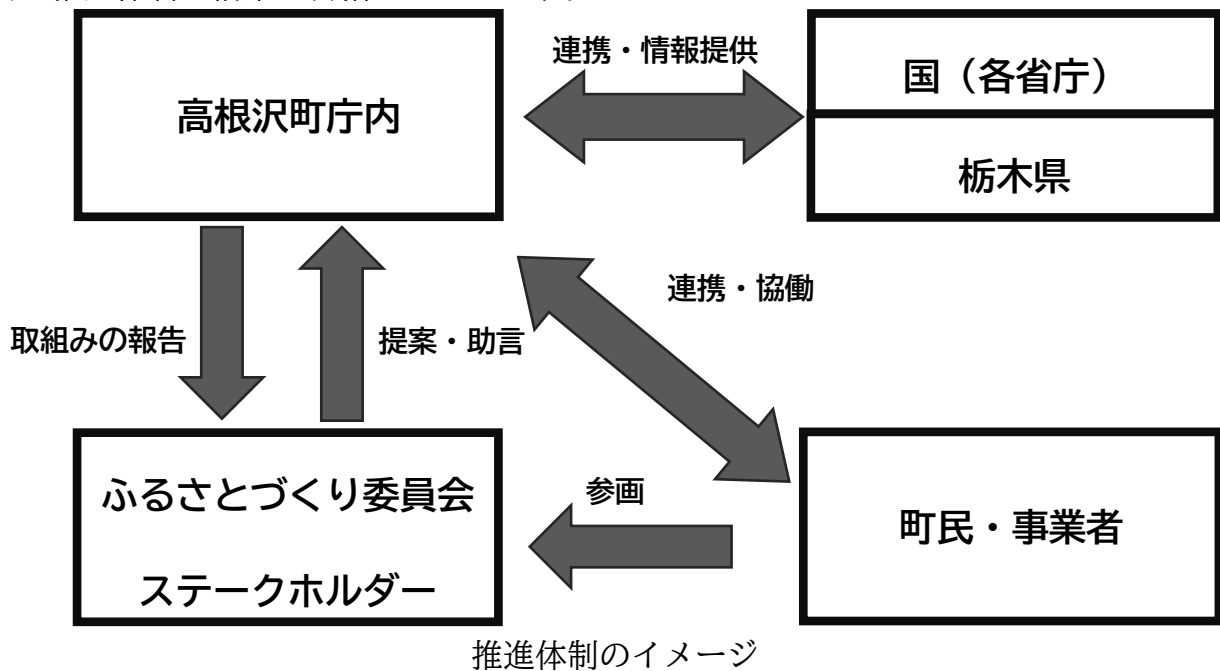 連携・情報提供
高根沢町庁内
国（各省庁）
栃木県
連携・協働
取組みの報告
提案・助言
ふるさとづくり委員会
ステークホルダー
参画
町民・事業者
推進体制のイメージ